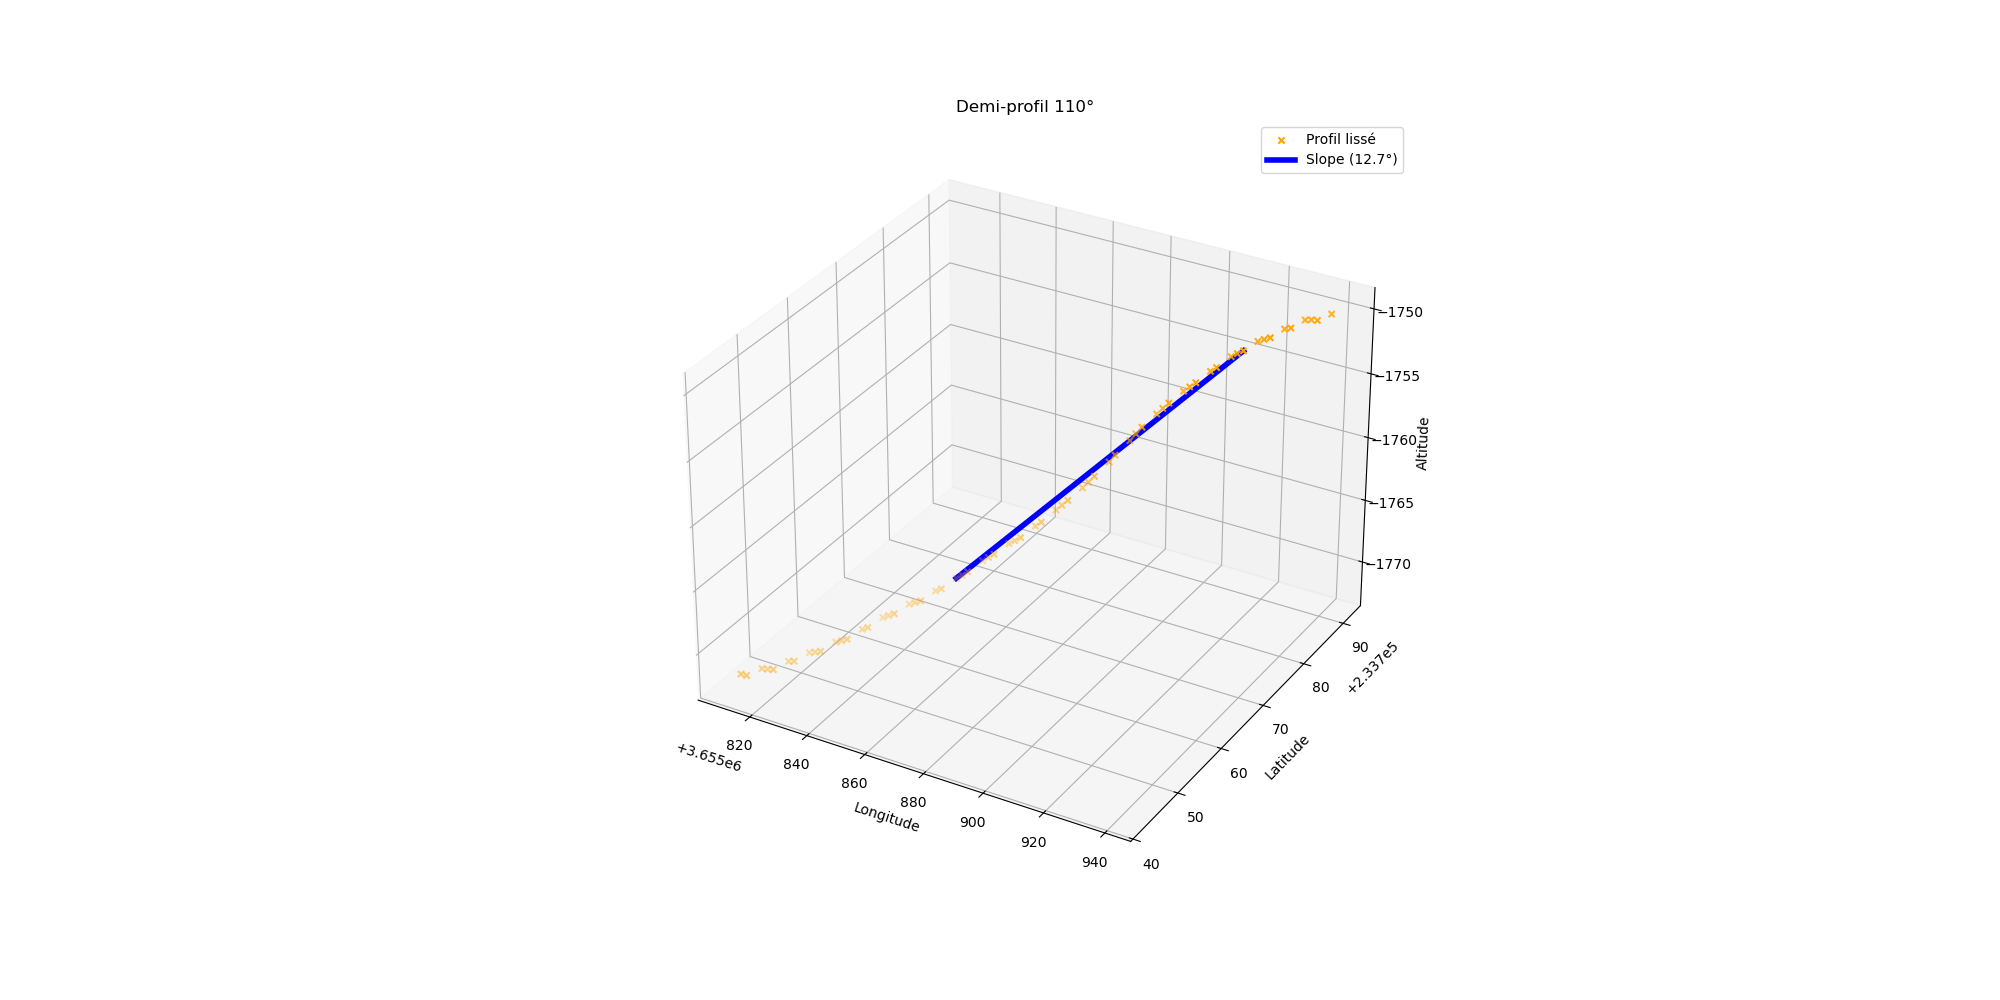 Demi-profil 110°
Profil lissé
Slope (12.7°)
−1750
−1755
−1760
−1765
−1770
Altitude
90
80
70
60
50
40
+2.337e5
Latitude
820
840
860
880
900
920
940
+3.655e6
Longitude